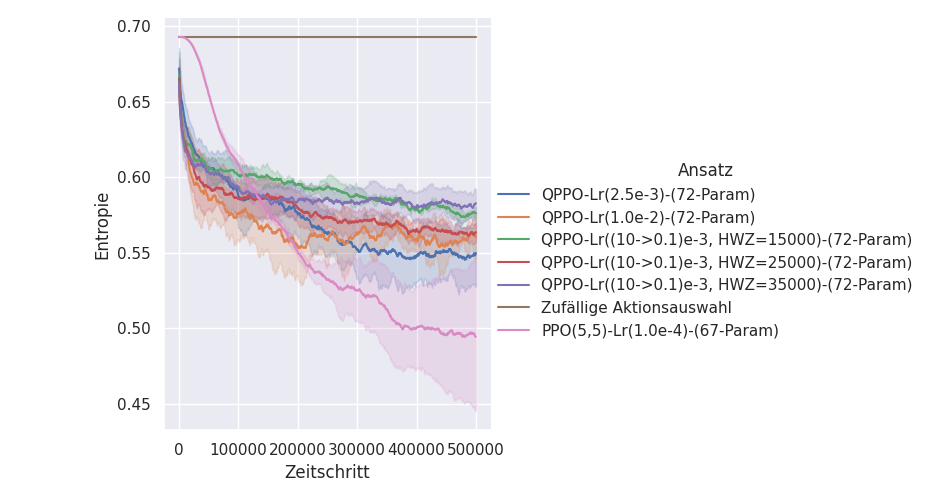 0.70
0.65
0.60
0.55
0.50
0.45
Entropie
0
100000
200000
300000
400000
500000
Zeitschritt
Ansatz
QPPO-Lr(2.5e-3)-(72-Param)
QPPO-Lr(1.0e-2)-(72-Param)
QPPO-Lr((10->0.1)e-3, HWZ=15000)-(72-Param)
QPPO-Lr((10->0.1)e-3, HWZ=25000)-(72-Param)
QPPO-Lr((10->0.1)e-3, HWZ=35000)-(72-Param)
Zufällige Aktionsauswahl
PPO(5,5)-Lr(1.0e-4)-(67-Param)